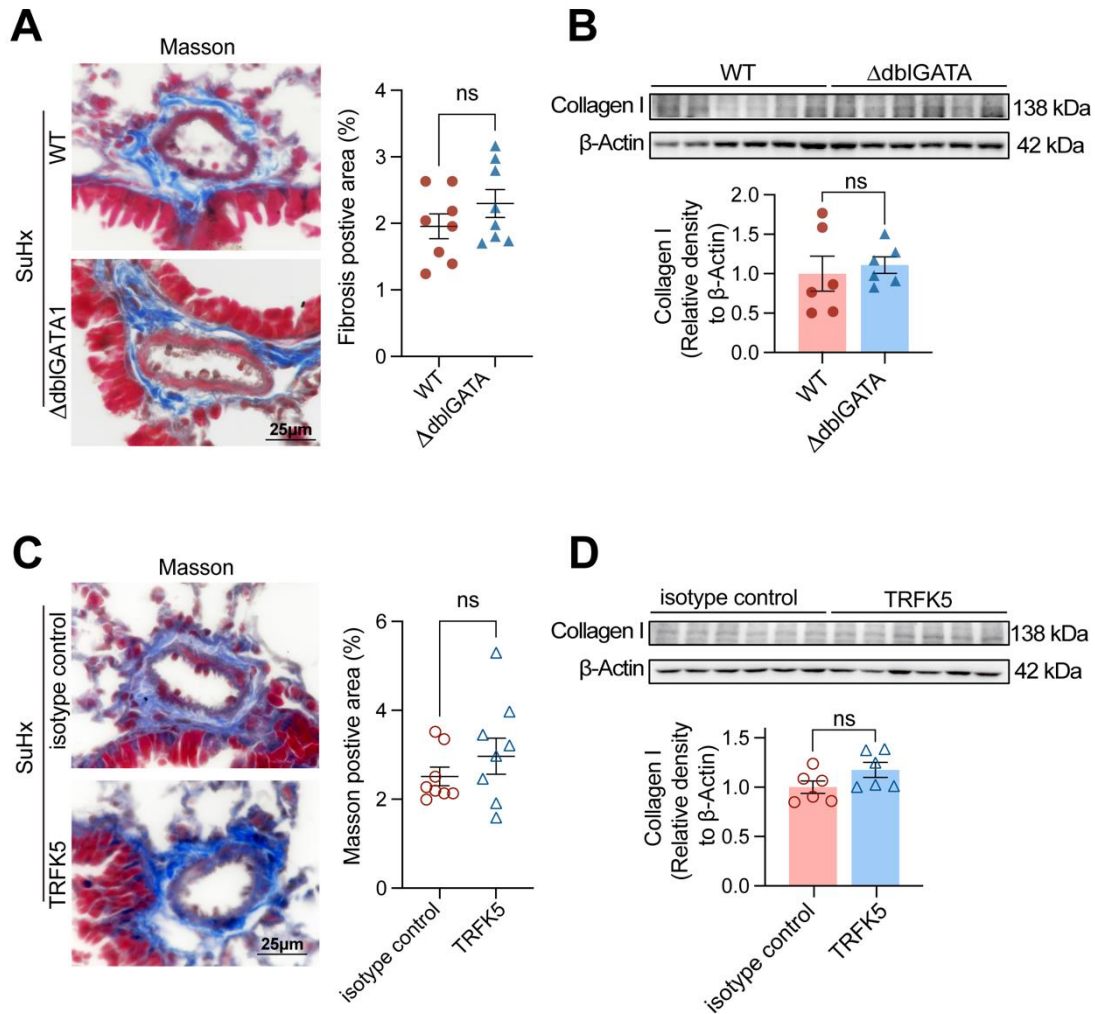 A
Masson
SuHx
WT
ΔdblGATA1
25μm
Fibrosis postive area (%)
4
3
2
1
0
ns
WT
ΔdblGATA
B
WT
ΔdblGATA
Collagen I
138 kDa
β-Actin
42 kDa
Collagen I
(Relative density
to β-Actin)
2.0
1.5
1.0
0.5
0.0
ns
WT
ΔdblGATA
C
Masson
SuHx
isotype control
TRFK5
25μm
Masson postive area (%)
6
4
2
0
ns
isotype control
TRFK5
D
isotype control
TRFK5
Collagen I
138 kDa
β-Actin
42 kDa
Collagen I
(Relative density
to β-Actin)
1.5
1.0
0.5
0.0
ns
isotype control
TRFK5